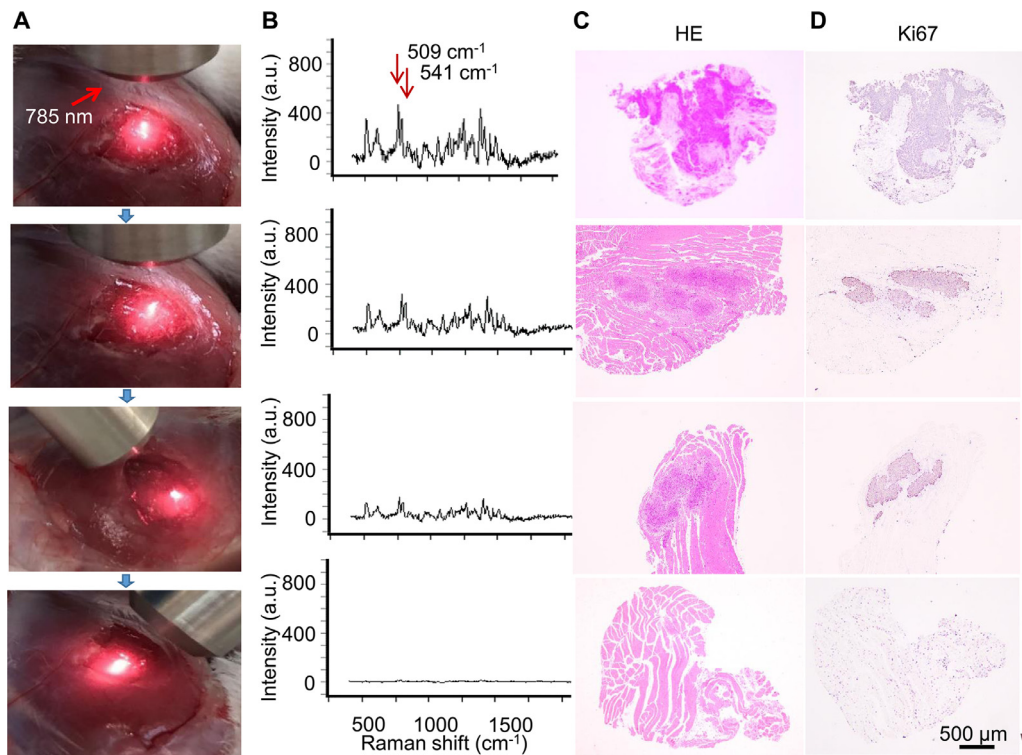 A B C D
HE Ki67
785 nm
509 cm⁻¹
541 cm⁻¹
Intensity (a.u.)
800
400
0
Intensity (a.u.)
800
400
0
Intensity (a.u.)
800
400
0
Intensity (a.u.)
800
400
0
500 1000 1500
Raman shift (cm⁻¹)
500 µm